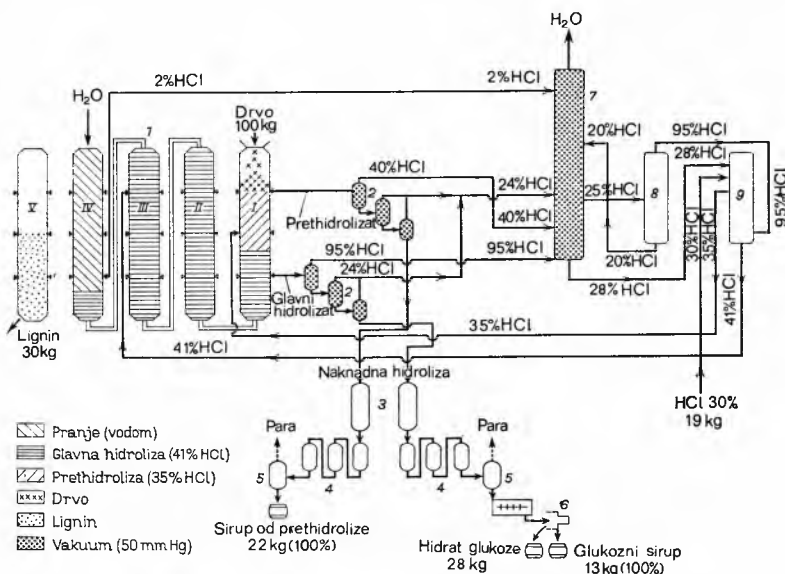 H₂O
2%HCl
2%HCl
7
H₂O
1
Drvo
100kg
40%HCl
20%HCl
95%HCl
28%HCl
V
IV
III
II
I
2
Prethidrolizat
24%HCl
40%HCl
25%HCl
8
9
95%HCl
30%HCl
35%HCl
95%HCl
24%HCl
2
95%HCl
20%HCl
Glavni
hidrolizat
28%HCl
Lignin
30kg
35%HCl
41%HCl
41%HCl
Naknadna hidroliza
3
HCl 30%
19 kg
Pranje (vodom)
Glavna hidroliza (41% HCl)
Prethidroliza (35% HCl)
Drvo
Lignin
Vakuum (50 mm Hg)
Para
Para
5
4
4
5
6
Sirup od prethidrolize
22 kg (100%)
Hidrat glukoze
28 kg
Glukozni sirup
13 kg (100%)